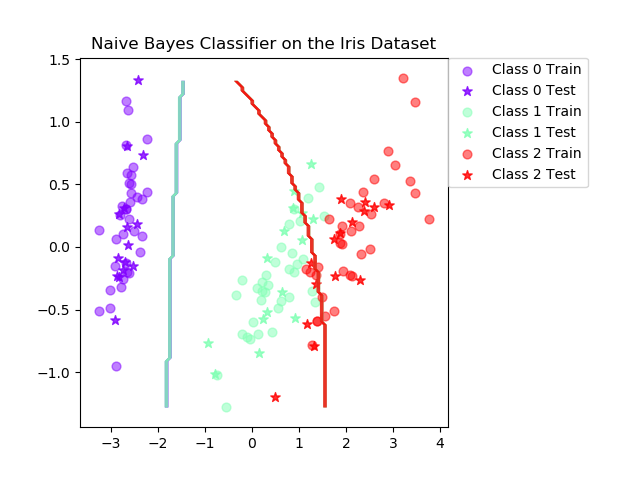 Naive Bayes Classifier on the Iris Dataset
1.5
1.0
0.5
0.0
−0.5
−1.0
−3 −2 −1 0 1 2 3 4
Class 0 Train
Class 0 Test
Class 1 Train
Class 1 Test
Class 2 Train
Class 2 Test